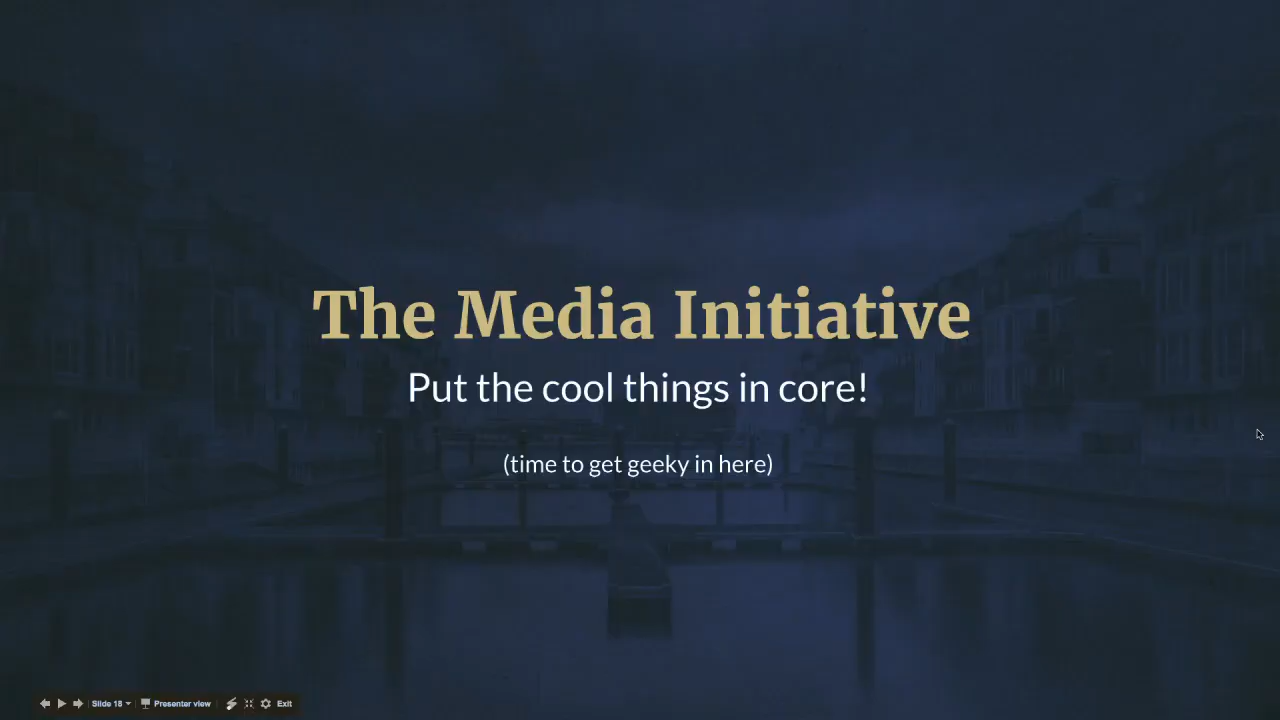 The Media Initiative
Put the cool things in core!
(time to get geeky in here)
Slide 18 Presenter view Exit